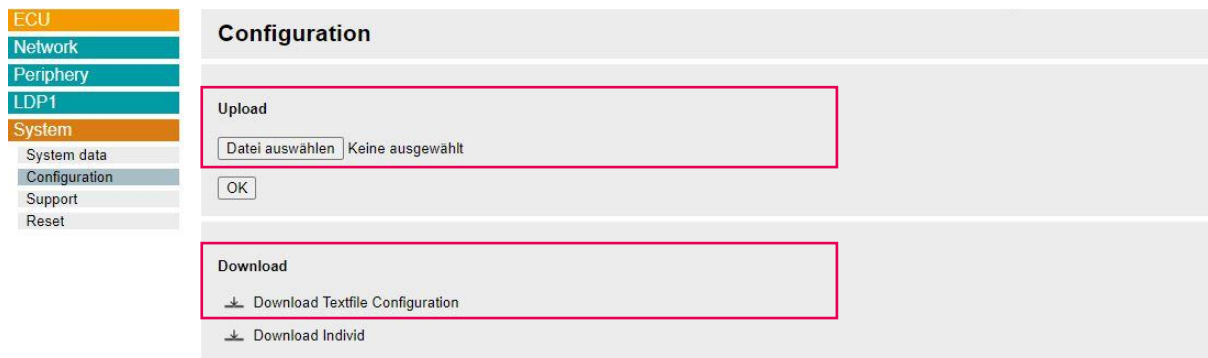 ECU
Network
Periphery
LDP1
System
System data
Configuration
Support
Reset
Configuration
Upload
Datei auswählen Keine ausgewählt
OK
Download
Download Textfile Configuration
Download Individ